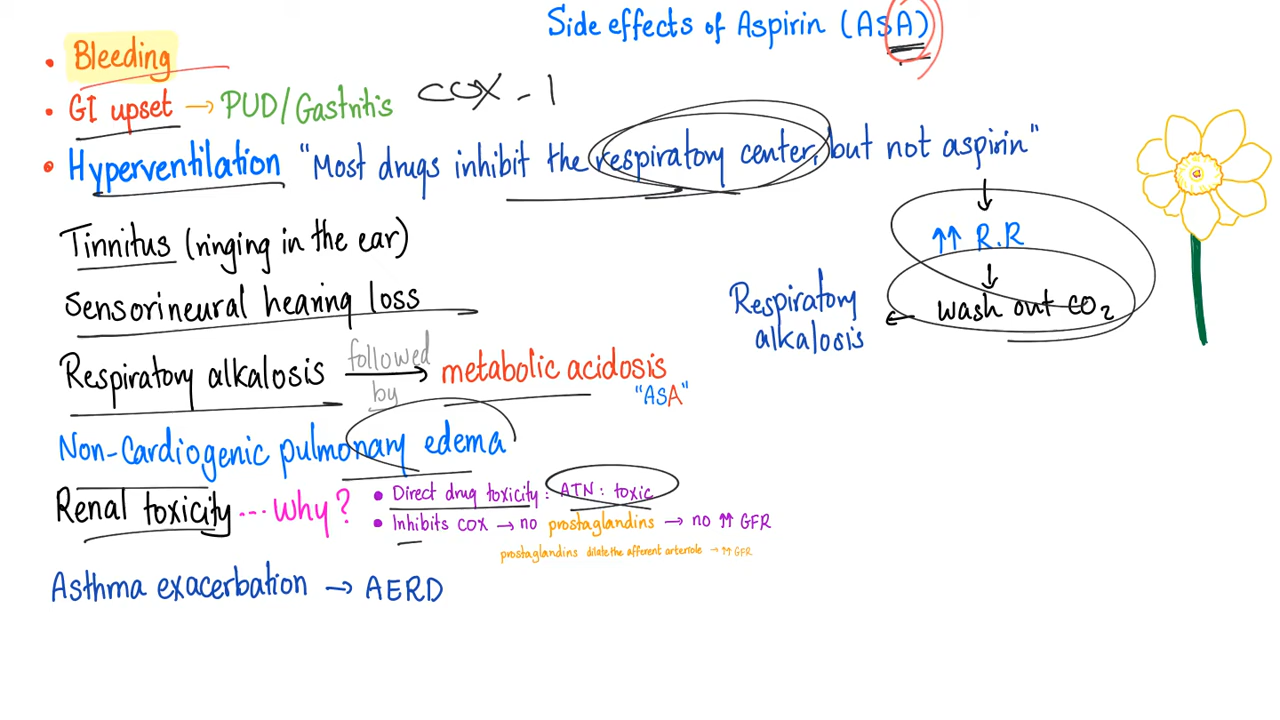 Side effects of Aspirin (ASA)
• Bleeding
• GI upset → PUD/Gastritis COX-1
• Hyperventilation "Most drugs inhibit the respiratory center, but not aspirin"
↓
↑↑ R.R
↓
wash out CO₂
← Respiratory alkalosis
Tinnitus (ringing in the ear)
Sensorineural hearing loss
Respiratory alkalosis followed by → metabolic acidosis
"ASA"
Non-Cardiogenic pulmonary edema
Renal toxicity ... Why?
• Direct drug toxicity: ATN: toxic
• Inhibits COX → no prostaglandins → no ↑↑ GFR
prostaglandins dilate the afferent arteriole → ↑↑ GFR
Asthma exacerbation → AERD